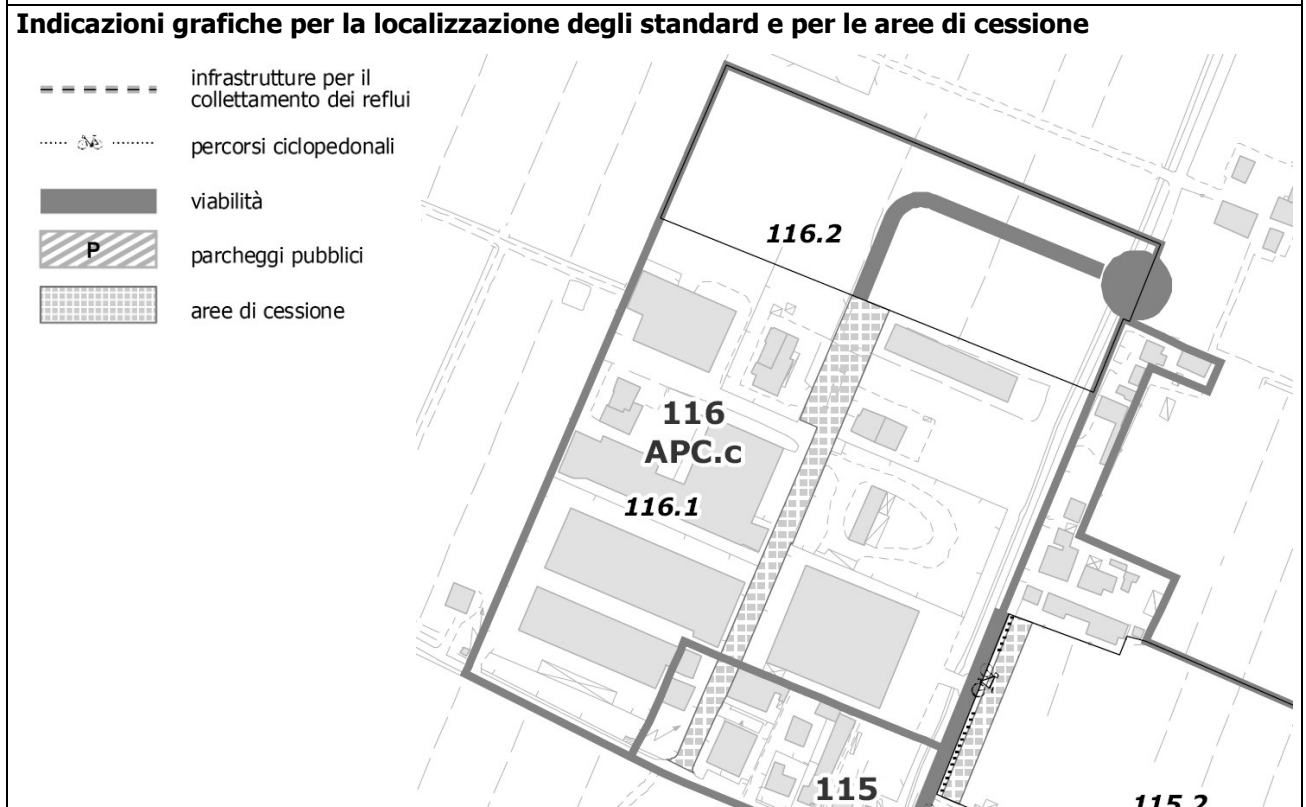 Indicazioni grafiche per la localizzazione degli standard e per le aree di cessione
infrastrutture per il
collettamento dei reflui
percorsi ciclopedonali
viabilità
P
parcheggi pubblici
aree di cessione
116.2
116
APC.c
116.1
115
115.2